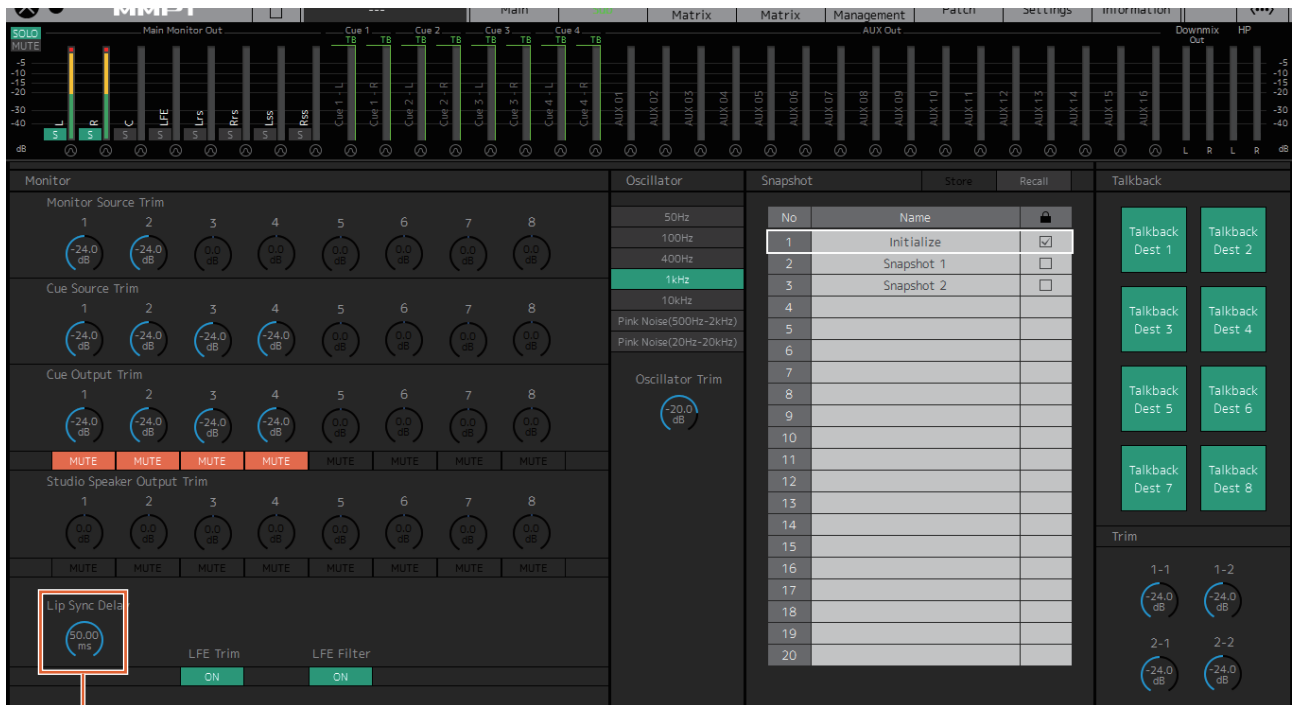 MMP1 --- Main Matrix Matrix Management Patch Settings Information
SOLO Main Monitor Out Cue 1 Cue 2 Cue 3 Cue 4 AUX Out Downmix Out HP
MUTE TB TB TB TB TB TB TB TB
-5 -5
-10 -10
-15 -15
-20 -20
-30 -30
-40 -40
L R C LFE Lrs Rrs Lss Rss Cue 1 - L Cue 1 - R Cue 2 - L Cue 2 - R Cue 3 - L Cue 3 - R Cue 4 - L Cue 4 - R AUX 01 AUX 02 AUX 03 AUX 04 AUX 05 AUX 06 AUX 07 AUX 08 AUX 09 AUX 10 AUX 11 AUX 12 AUX 13 AUX 14 AUX 15 AUX 16
S S S S S S S S
dB L R L R dB
Monitor
Monitor Source Trim
1 2 3 4 5 6 7 8
-24.0 dB -24.0 dB 0.0 dB 0.0 dB 0.0 dB 0.0 dB 0.0 dB 0.0 dB
Cue Source Trim
1 2 3 4 5 6 7 8
-24.0 dB -24.0 dB -24.0 dB -24.0 dB 0.0 dB 0.0 dB 0.0 dB 0.0 dB
Cue Output Trim
1 2 3 4 5 6 7 8
-24.0 dB -24.0 dB -24.0 dB -24.0 dB 0.0 dB 0.0 dB 0.0 dB 0.0 dB
MUTE MUTE MUTE MUTE MUTE MUTE MUTE MUTE
Studio Speaker Output Trim
1 2 3 4 5 6 7 8
0.0 dB 0.0 dB 0.0 dB 0.0 dB 0.0 dB 0.0 dB 0.0 dB 0.0 dB
MUTE MUTE MUTE MUTE MUTE MUTE MUTE MUTE
Lip Sync Delay
50.00 ms
LFE Trim LFE Filter
ON ON
Oscillator
50Hz
100Hz
400Hz
1kHz
10kHz
Pink Noise(500Hz-2kHz)
Pink Noise(20Hz-20kHz)
Oscillator Trim
-20.0 dB
Snapshot Store Recall
No Name
1 Initialize
2 Snapshot 1
3 Snapshot 2
4
5
6
7
8
9
10
11
12
13
14
15
16
17
18
19
20
Talkback
Talkback Dest 1 Talkback Dest 2
Talkback Dest 3 Talkback Dest 4
Talkback Dest 5 Talkback Dest 6
Talkback Dest 7 Talkback Dest 8
Trim
1-1 1-2
-24.0 dB -24.0 dB
2-1 2-2
-24.0 dB -24.0 dB